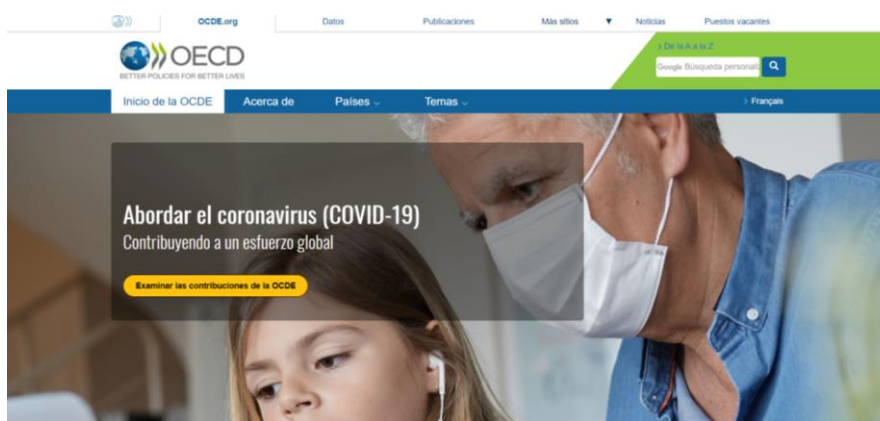 OCDE.org
Datos
Publicaciones
Más sitios
Noticias
Puestos vacantes
OECD
BETTER POLICIES FOR BETTER LIVES
> De la A a la Z
Google Búsqueda personali
Inicio de la OCDE
Acerca de
Países
Temas
> Français
Abordar el coronavirus (COVID-19)
Contribuyendo a un esfuerzo global
Examinar las contribuciones de la OCDE